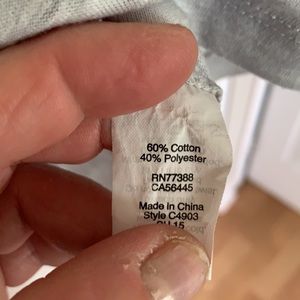 60% Cotton
40% Polyester
RN77388
CA56445
Made in China
Style C4903